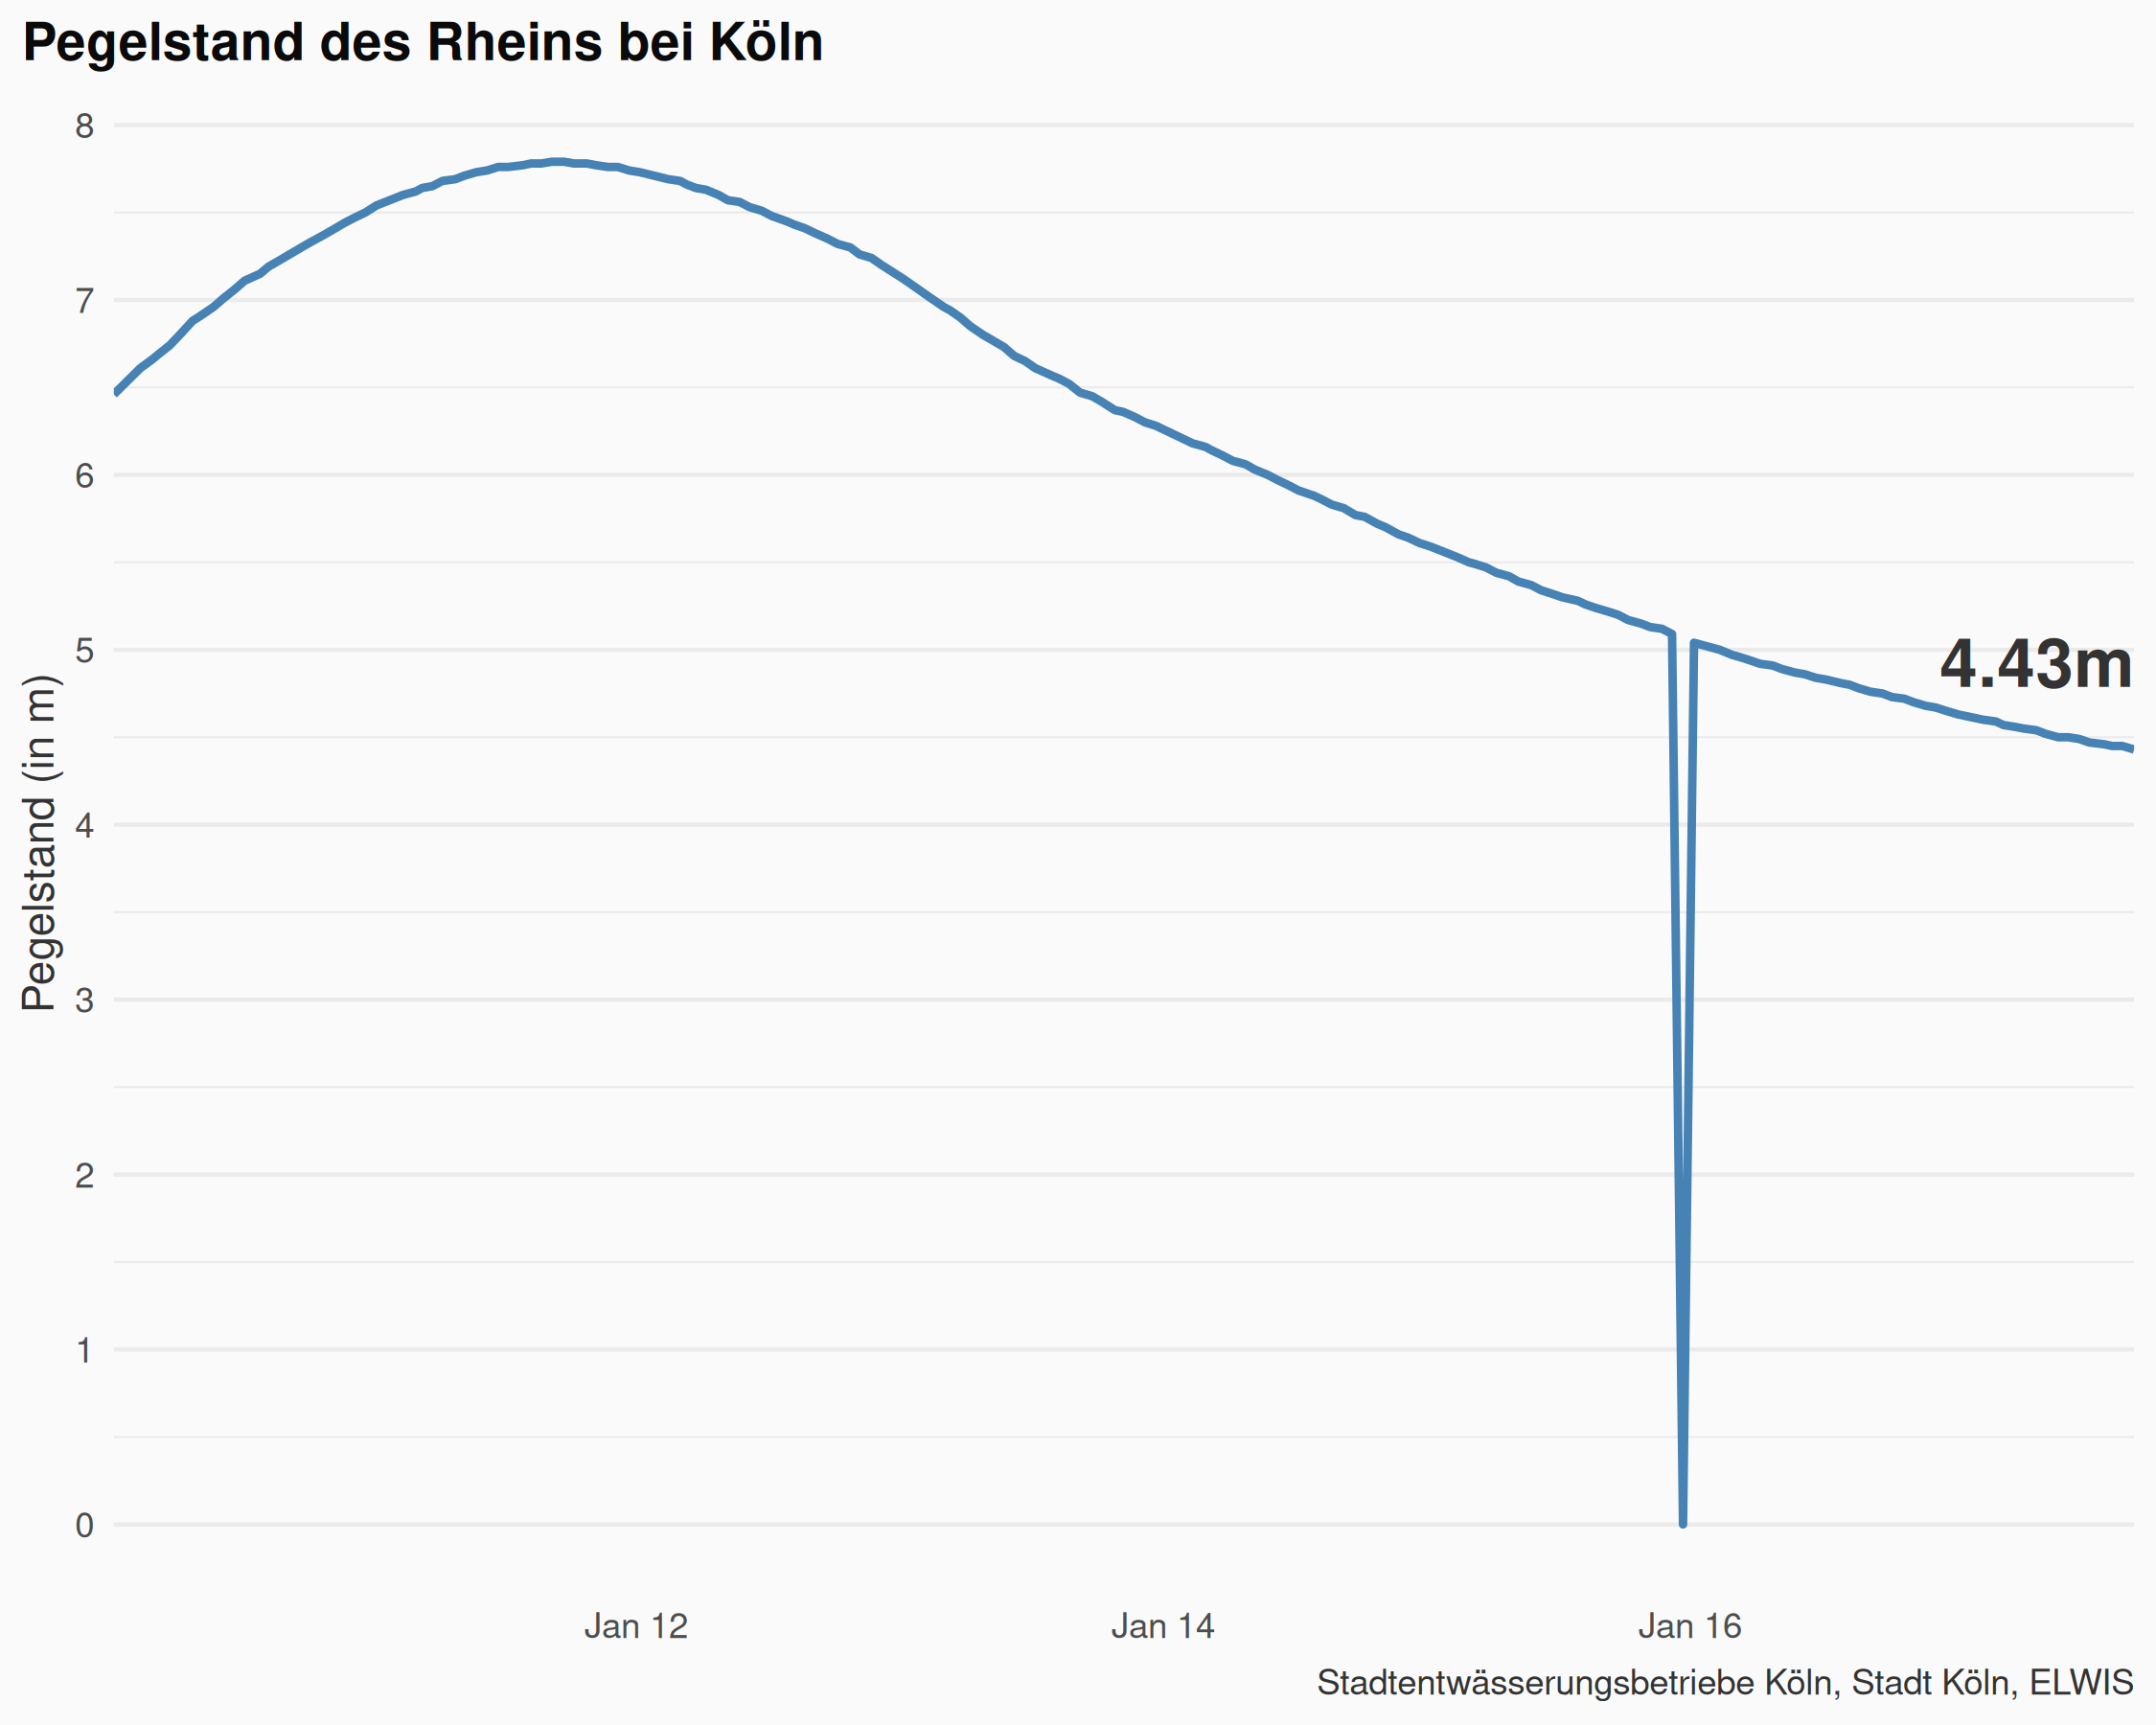 Pegelstand des Rheins bei Köln
Pegelstand (in m)
8
7
6
5
4
3
2
1
0
4.43m
Jan 12
Jan 14
Jan 16
Stadtentwässerungsbetriebe Köln, Stadt Köln, ELWIS